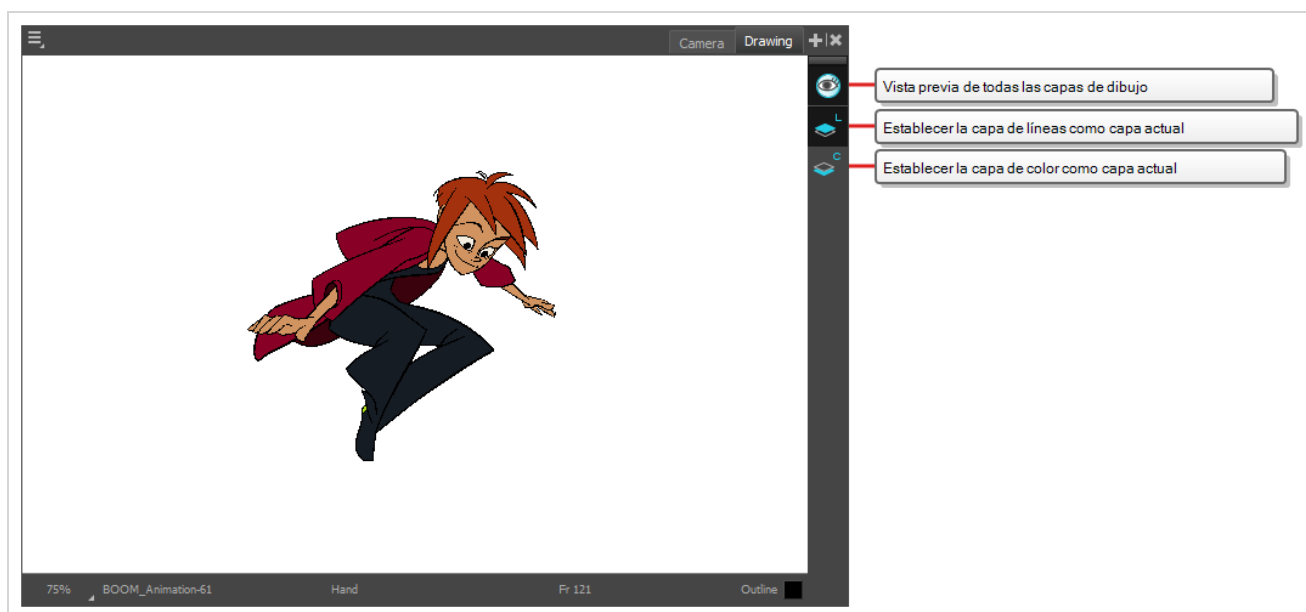 Camera
Drawing
Vista previa de todas las capas de dibujo
L
Establecer la capa de líneas como capa actual
C
Establecer la capa de color como capa actual
75% BOOM_Animation-61 Hand Fr 121 Outline